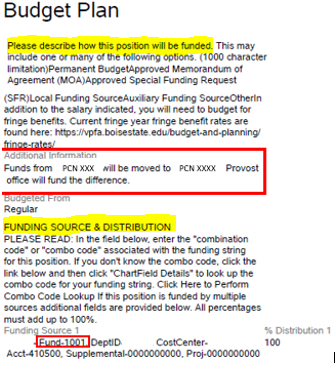 Budget Plan
Please describe how this position will be funded. This may
include one or many of the following options. (1000 character
limitation)Permanent BudgetApproved Memorandum of
Agreement (MOA)Approved Special Funding Request
(SFR)Local Funding SourceAuxiliary Funding SourceOtherIn
addition to the salary indicated, you will need to budget for
fringe benefits. Current fringe year fringe benefit rates are
found here: https://vpfa.boisestate.edu/budget-and-planning/
fringe-rates/
Additional Information
Funds from PCN XXX will be moved to PCN XXXX Provost
office will fund the difference.
Budgeted From
Regular
FUNDING SOURCE & DISTRIBUTION
PLEASE READ: In the field below, enter the "combination
code" or "combo code" associated with the funding string
for this position. If you don't know the combo code, click the
link below and then click "ChartField Details" to look up the
combo code for your funding string. Click Here to Perform
Combo Code Lookup If this position is funded by multiple
sources additional fields are provided below. All percentages
must add up to 100%.
Funding Source 1 % Distribution 1
- Fund-1001, DeptID CostCenter- 100
Acct-410500, Supplemental-0000000000, Proj-0000000000